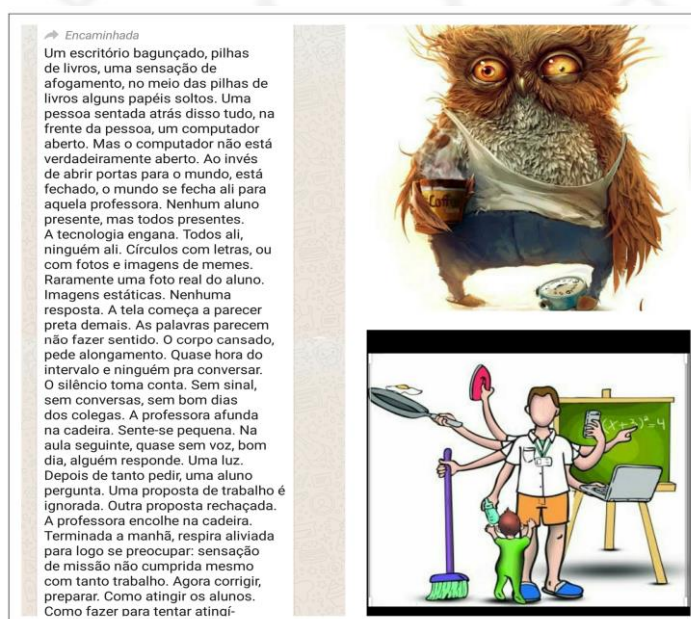 Encaminhada
Um escritório bagunçado, pilhas
de livros, uma sensação de
afogamento, no meio das pilhas de
livros alguns papéis soltos. Uma
pessoa sentada atrás disso tudo, na
frente da pessoa, um computador
aberto. Mas o computador não está
verdadeiramente aberto. Ao invés
de abrir portas para o mundo, está
fechado, o mundo se fecha ali para
aquela professora. Nenhum aluno
presente, mas todos presentes.
A tecnologia engana. Todos ali,
ninguém ali. Círculos com letras, ou
com fotos e imagens de memes.
Raramente uma foto real do aluno.
Imagens estáticas. Nenhuma
resposta. A tela começa a parecer
preta demais. As palavras parecem
não fazer sentido. O corpo cansado,
pede alongamento. Quase hora do
intervalo e ninguém pra conversar.
O silêncio toma conta. Sem sinal,
sem conversas, sem bom dias
dos colegas. A professora afunda
na cadeira. Sente-se pequena. Na
aula seguinte, quase sem voz, bom
dia, alguém responde. Uma luz.
Depois de tanto pedir, uma aluno
pergunta. Uma proposta de trabalho é
ignorada. Outra proposta rechaçada.
A professora encolhe na cadeira.
Terminada a manhã, respira aliviada
para logo se preocupar: sensação
de missão não cumprida mesmo
com tanto trabalho. Agora corrigir,
preparar. Como atingir os alunos.
Como fazer para tentar atingí-
Coffee
(x+3)²=4